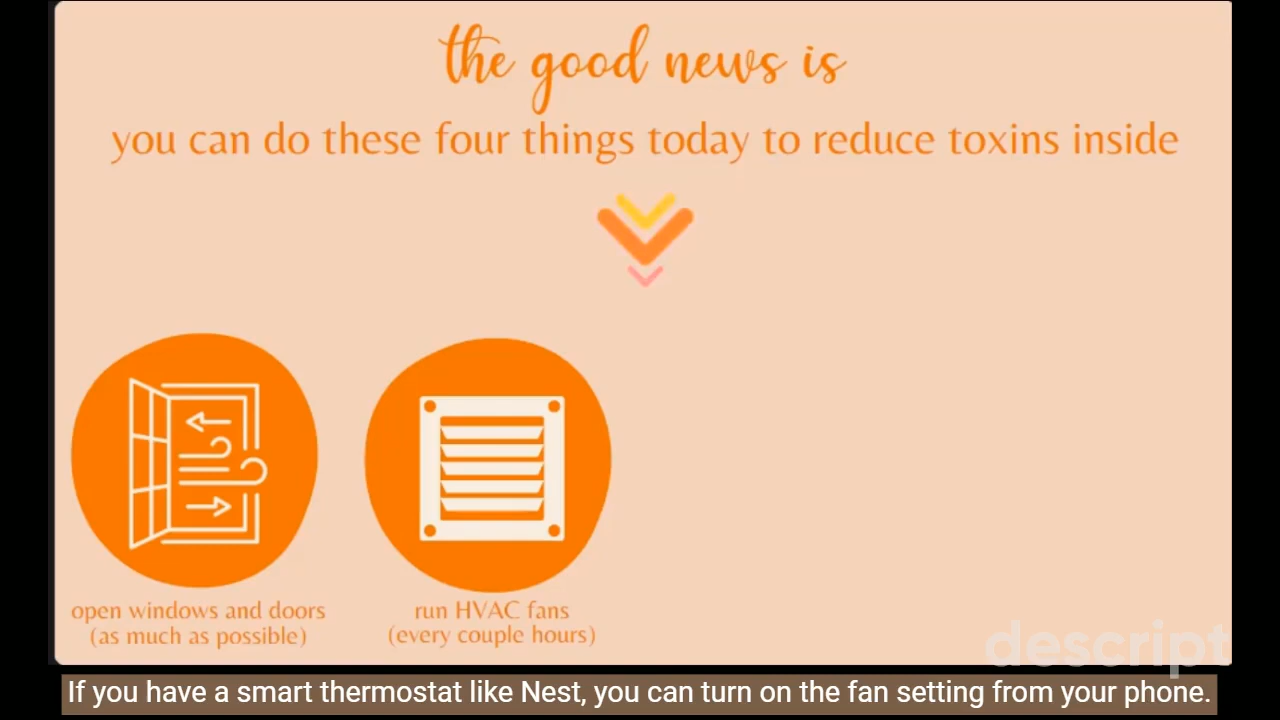 the good news is
you can do these four things today to reduce toxins inside
open windows and doors
(as much as possible)
run HVAC fans
(every couple hours)
descript
If you have a smart thermostat like Nest, you can turn on the fan setting from your phone.